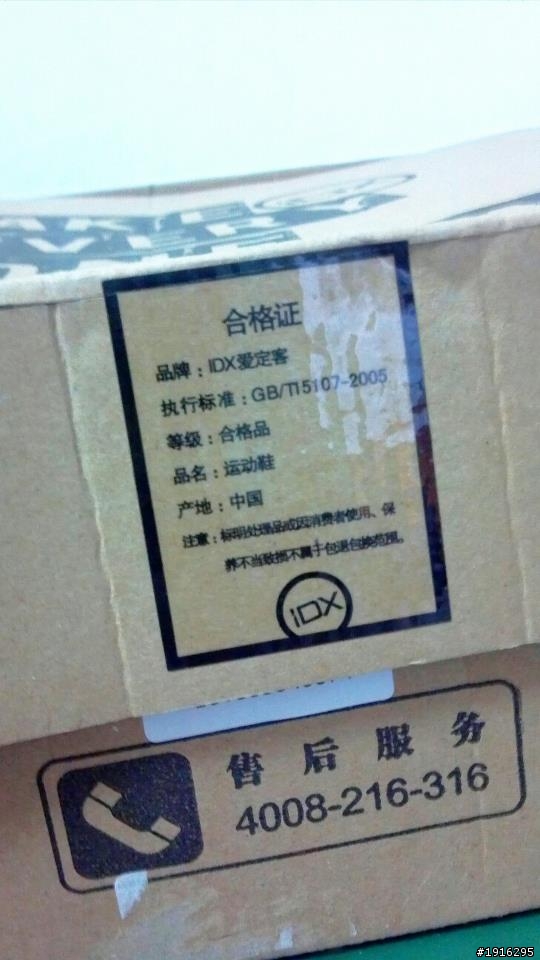 合格证
品牌：IDX爱定客
执行标准：GB/T15107-2005
等级：合格品
品名：运动鞋
产地：中国
注意：标明处理品或因消费者使用、保
养不当致损不属于包退包换范围。
IDX
售后服务
4008-216-316
#1916295